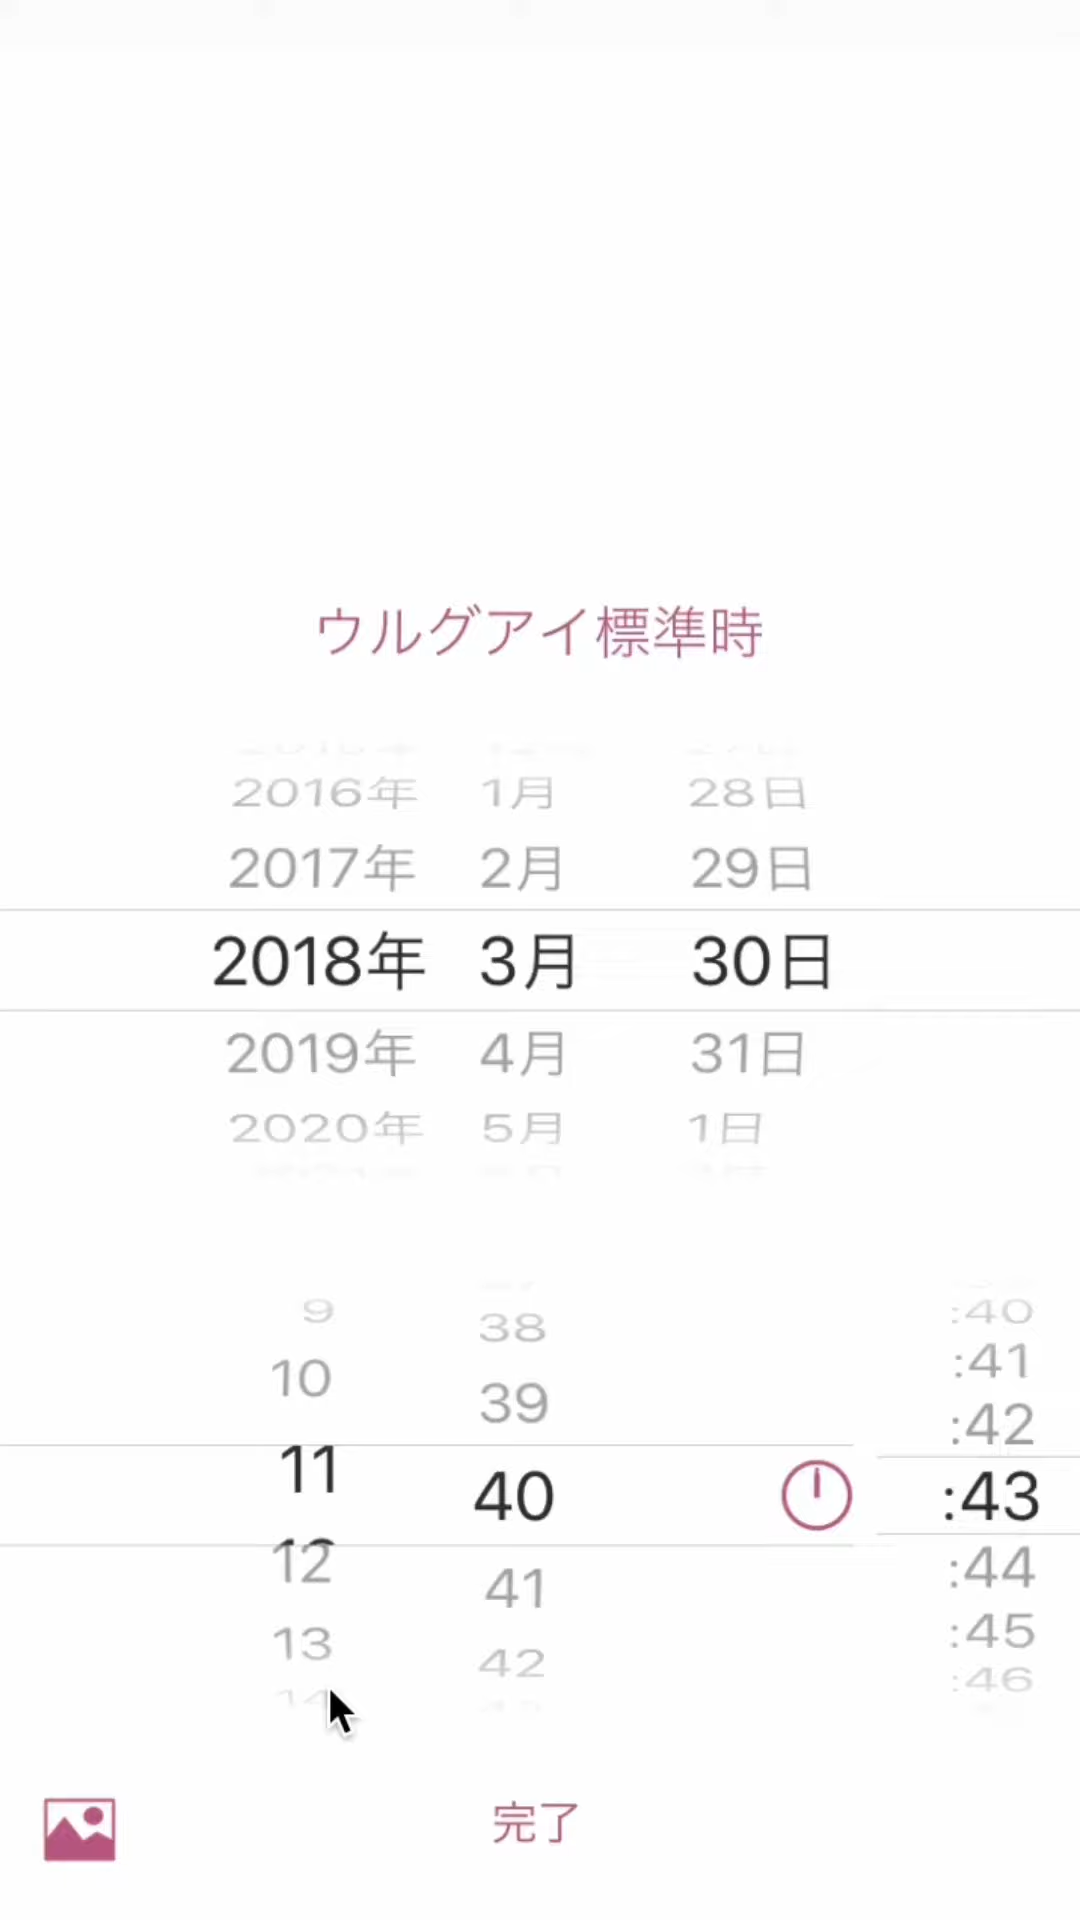 ウルグアイ標準時
2016年 1月 28日
2017年 2月 29日
2018年 3月 30日
2019年 4月 31日
2020年 5月 1日
9 38 :40
10 39 :41
:42
11 40 :43
12 41 :44
13 42 :45
14 :46
完了